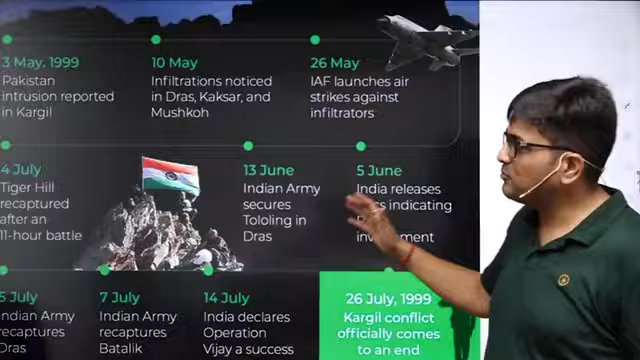 3 May, 1999
Pakistan
intrusion reported
in Kargil
10 May
Infiltrations noticed
in Dras, Kaksar, and
Mushkoh
26 May
IAF launches air
strikes against
infiltrators
4 July
Tiger Hill
recaptured
after an
11-hour battle
13 June
Indian Army
secures
Tololing in
Dras
5 June
India releases
indicating
5 July
Indian Army
recaptures
Dras
7 July
Indian Army
recaptures
Batalik
14 July
India declares
Operation
Vijay a success
26 July, 1999
Kargil conflict
officially comes
to an end